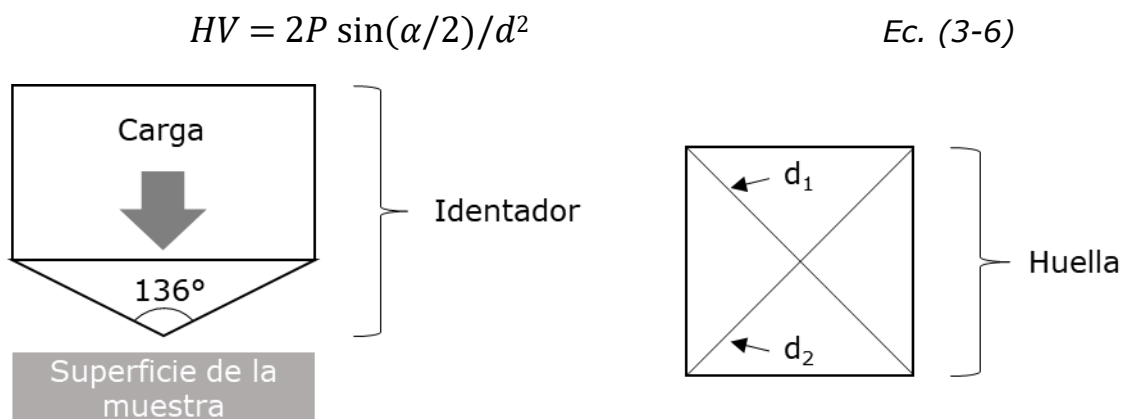 HV = 2P sin(α/2)/d²
Ec. (3-6)
Carga
136°
Identador
Superficie de la
muestra
d₁
d₂
Huella